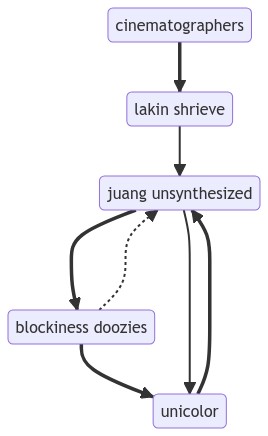 cinematographers
lakin shrieve
juang unsynthesized
blockiness doozies
unicolor